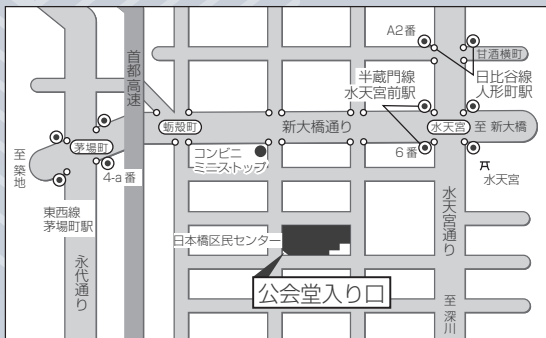 A2番
甘酒横町
首都高速
半蔵門線
水天宮前駅
日比谷線
人形町駅
蛎殻町
新大橋通り
水天宮
至 新大橋
茅場町
至 築地
コンビニ
ミニストップ
6番
水天宮
4-a番
東西線
茅場町駅
日本橋区民センター
水天宮通り
永代通り
公会堂入り口
至 深川